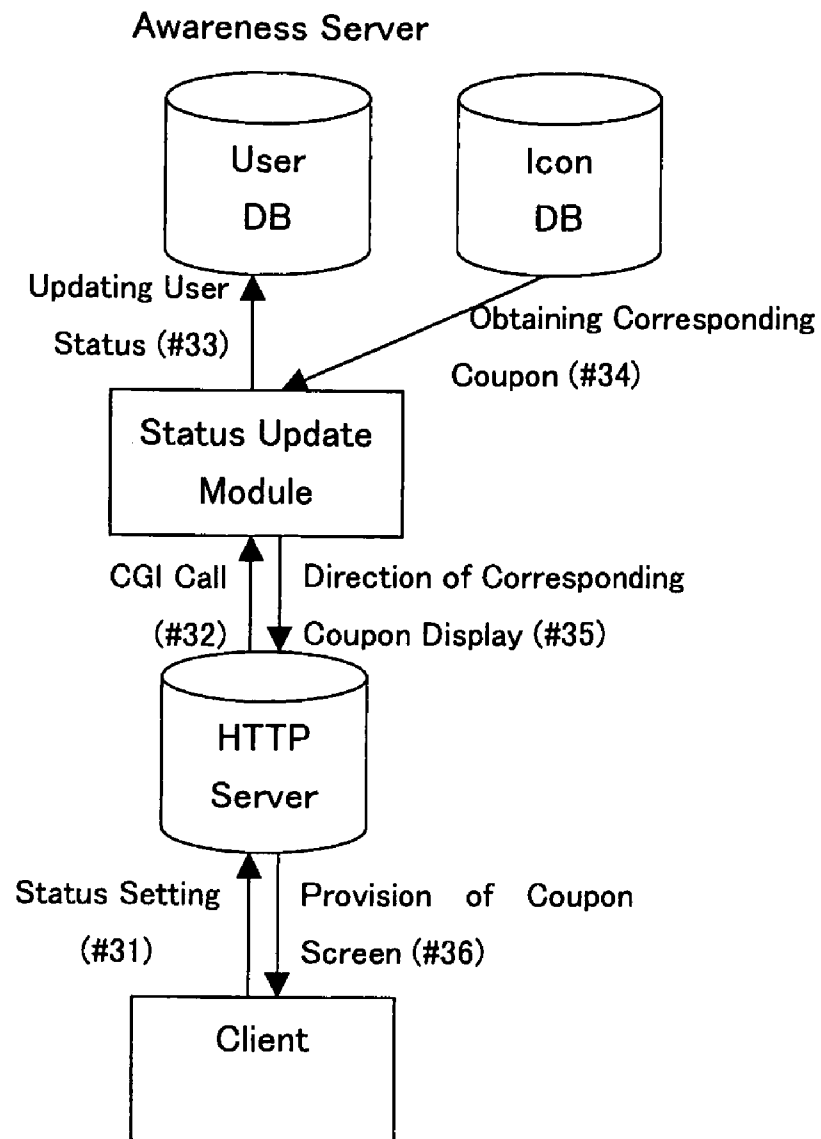 Awareness Server
User
DB
Icon
DB
Updating User
Status (#33)
Obtaining Corresponding
Coupon (#34)
Status Update
Module
CGI Call
(#32)
Direction of Corresponding
Coupon Display (#35)
HTTP
Server
Status Setting
(#31)
Provision of Coupon
Screen (#36)
Client